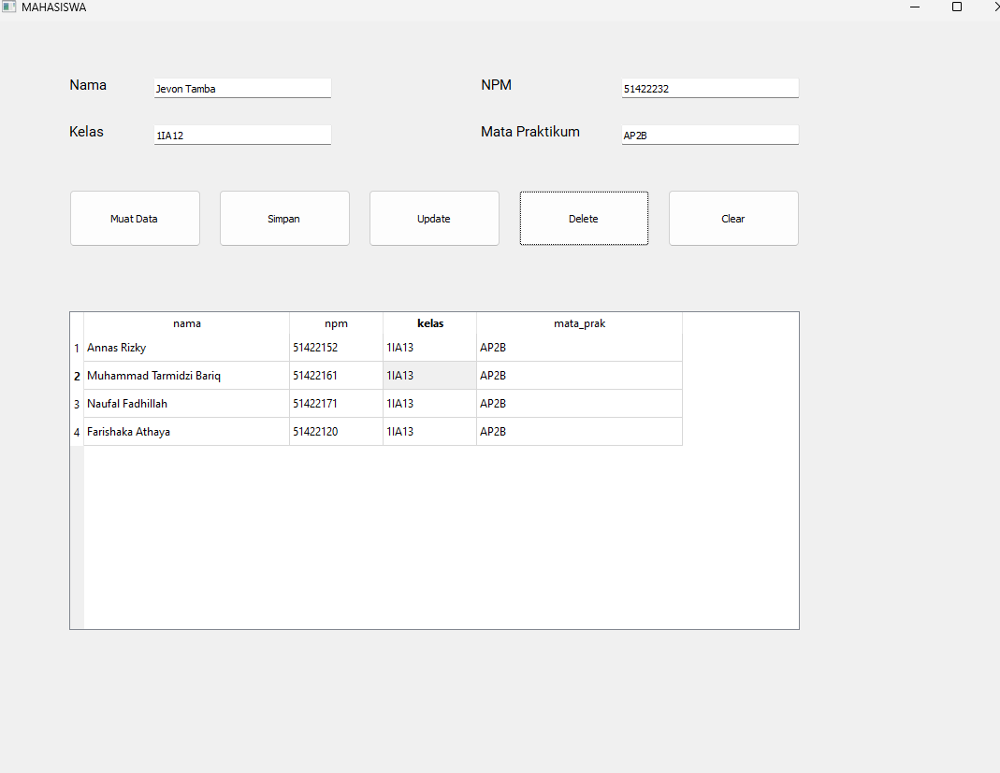 MAHASISWA
Nama Jevon Tamba NPM 51422232
Kelas 1IA12 Mata Praktikum AP2B
Muat Data Simpan Update Delete Clear
nama npm kelas mata_prak
1 Annas Rizky 51422152 1IA13 AP2B
2 Muhammad Tarmidzi Bariq 51422161 1IA13 AP2B
3 Naufal Fadhillah 51422171 1IA13 AP2B
4 Farishaka Athaya 51422120 1IA13 AP2B